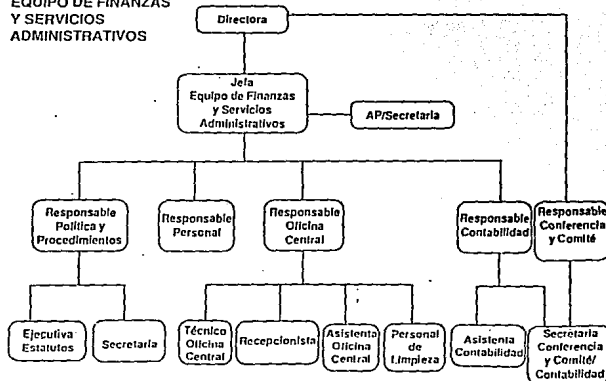 EQUIPO DE FINANZAS
Y SERVICIOS
ADMINISTRATIVOS
Directora
Jefa
Equipo de Finanzas
y Servicios
Administrativos
AP/Secretaria
Responsable
Política y
Procedimientos
Responsable
Personal
Responsable
Oficina
Central
Responsable
Contabilidad
Responsable
Conferencia
y Comité
Ejecutiva
Estatutos
Secretaria
Técnico
Oficina
Central
Recepcionista
Asistenta
Oficina
Central
Personal
de
Limpieza
Asistenta
Contabilidad
Secretaria
Conferencia
y Comité/
Contabilidad